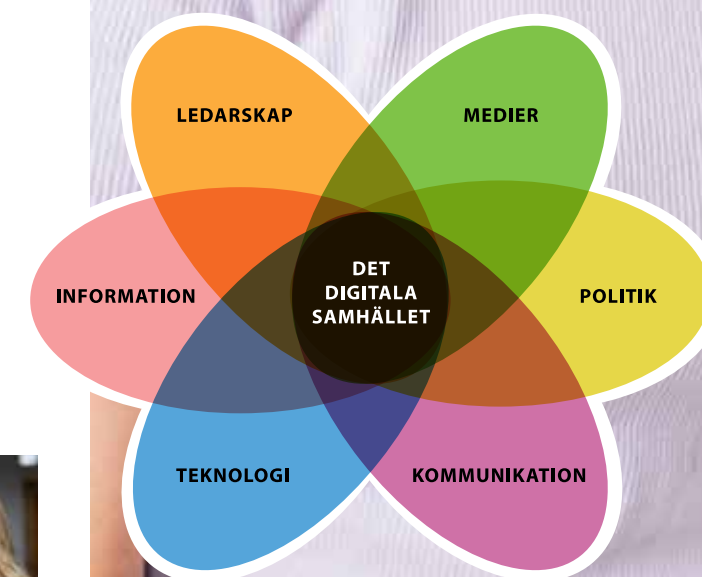 LEDARSKAP
MEDIER
INFORMATION
DET
DIGITALA
SAMHÄLLET
POLITIK
TEKNOLOGI
KOMMUNIKATION